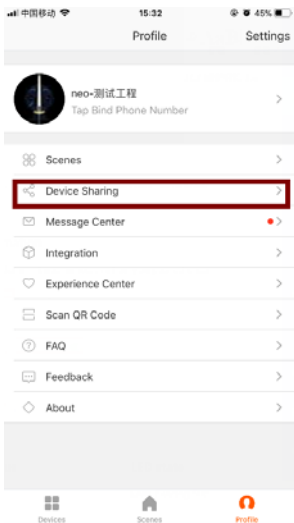 中国移动 15:32 45%
Profile Settings
neo-测试工程
Tap Bind Phone Number
Scenes
Device Sharing
Message Center
Integration
Experience Center
Scan QR Code
FAQ
Feedback
About
Devices Scenes Profile